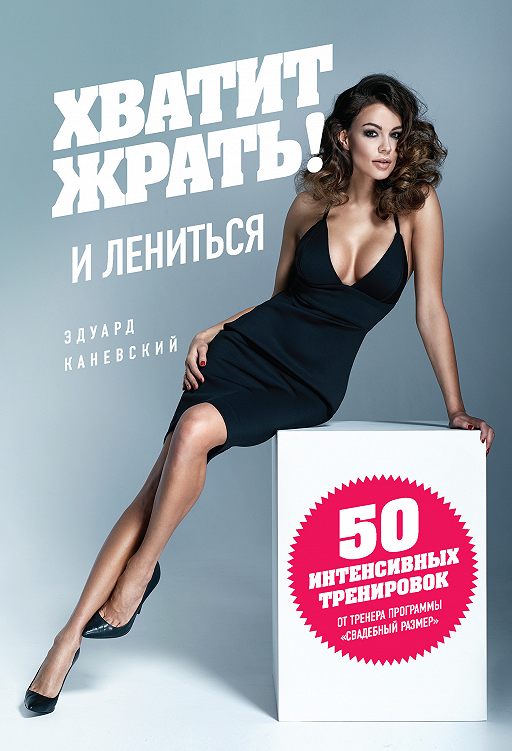 ХВАТИТ
ЖРАТЬ!
И ЛЕНИТЬСЯ
ЭДУАРД
КАНЕВСКИЙ
50
ИНТЕНСИВНЫХ
ТРЕНИРОВОК
ОТ ТРЕНЕРА ПРОГРАММЫ
«СВАДЕБНЫЙ РАЗМЕР»